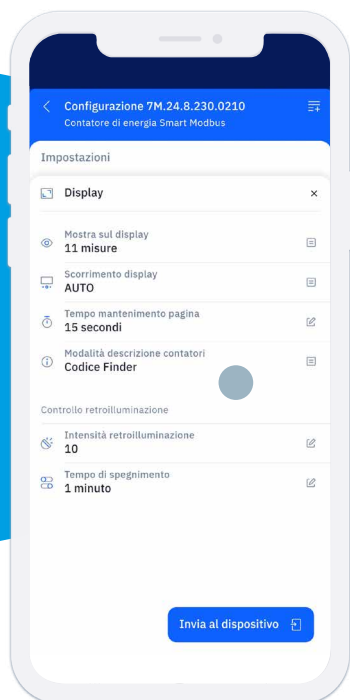 Configurazione 7M.24.8.230.0210
Contatore di energia Smart Modbus
Impostazioni
Display
Mostra sul display
11 misure
Scorrimento display
AUTO
Tempo mantenimento pagina
15 secondi
Modalità descrizione contatori
Codice Finder
Controllo retroilluminazione
Intensità retroilluminazione
10
Tempo di spegnimento
1 minuto
Invia al dispositivo